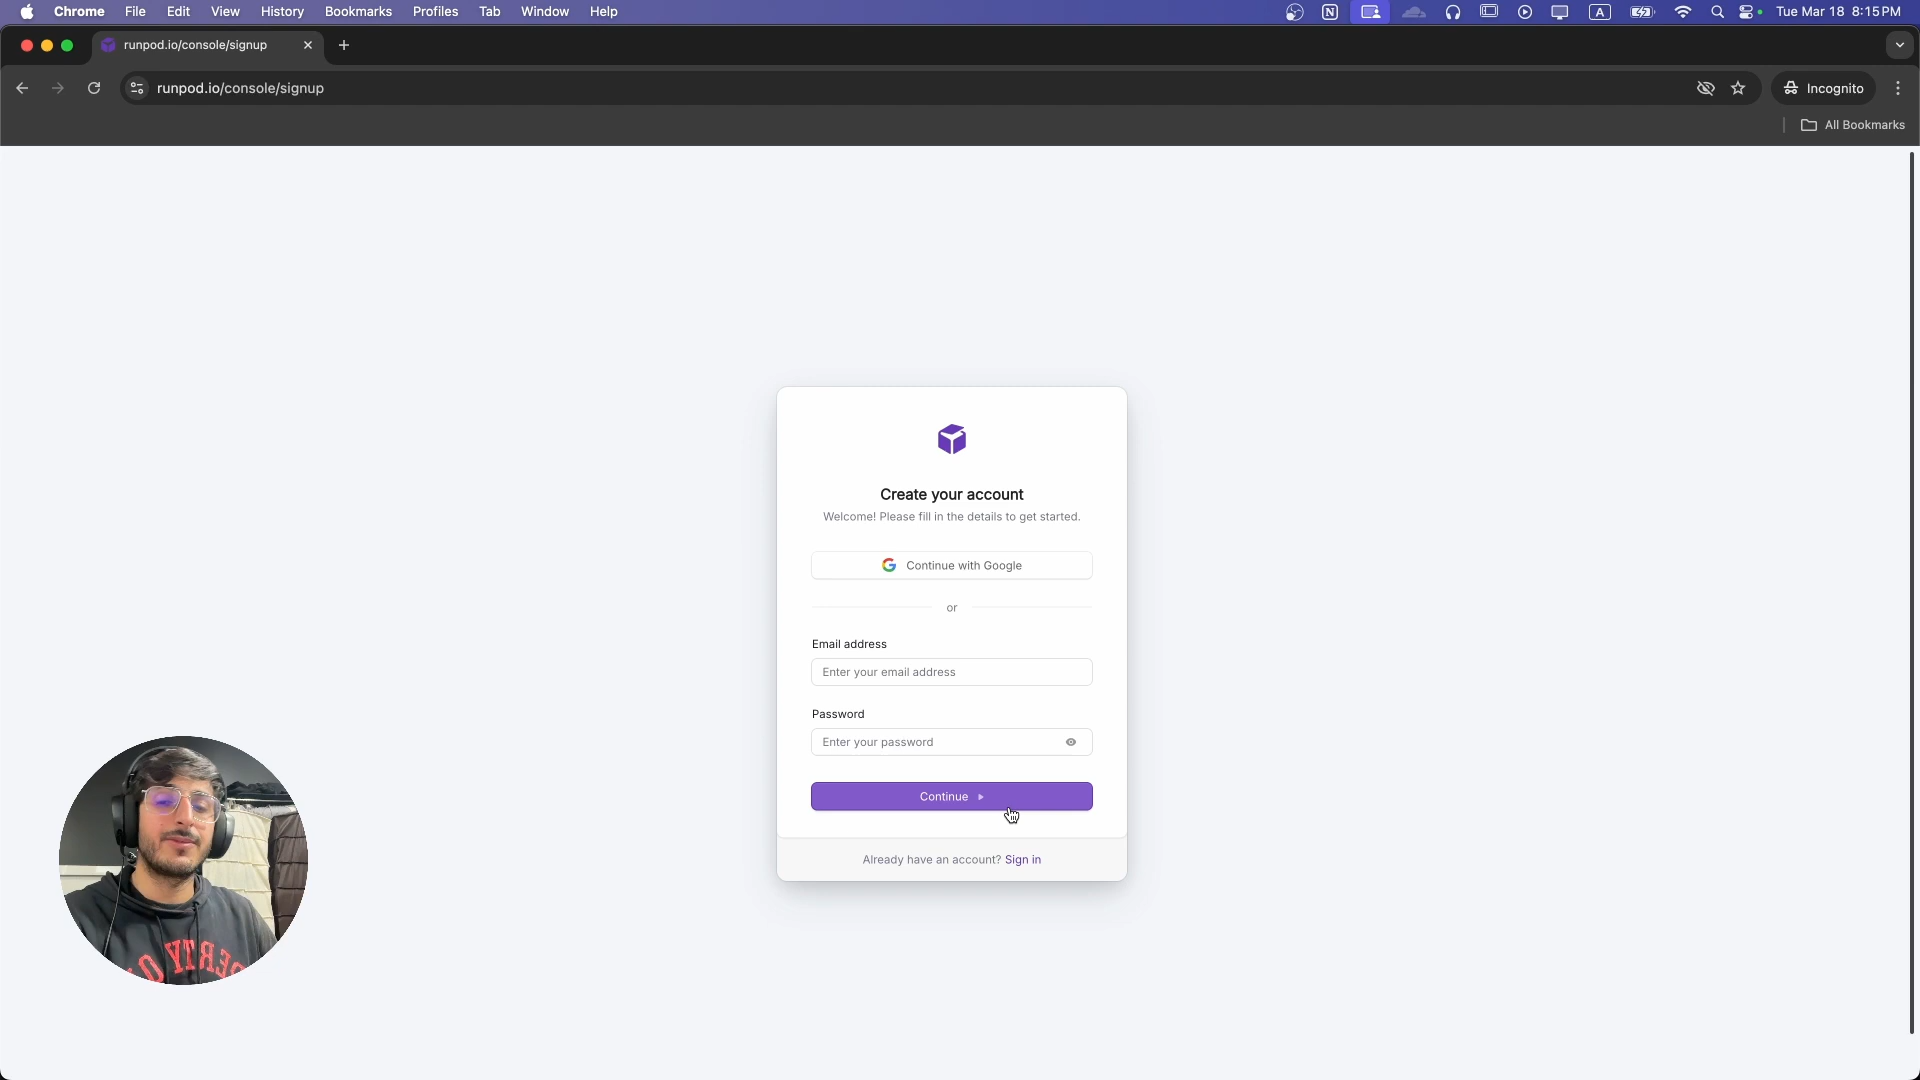 Chrome File Edit View History Bookmarks Profiles Tab Window Help
Tue Mar 18 8:15 PM
runpod.io/console/signup
runpod.io/console/signup
Incognito
All Bookmarks
Create your account
Welcome! Please fill in the details to get started.
Continue with Google
or
Email address
Enter your email address
Password
Enter your password
Continue
Already have an account? Sign in